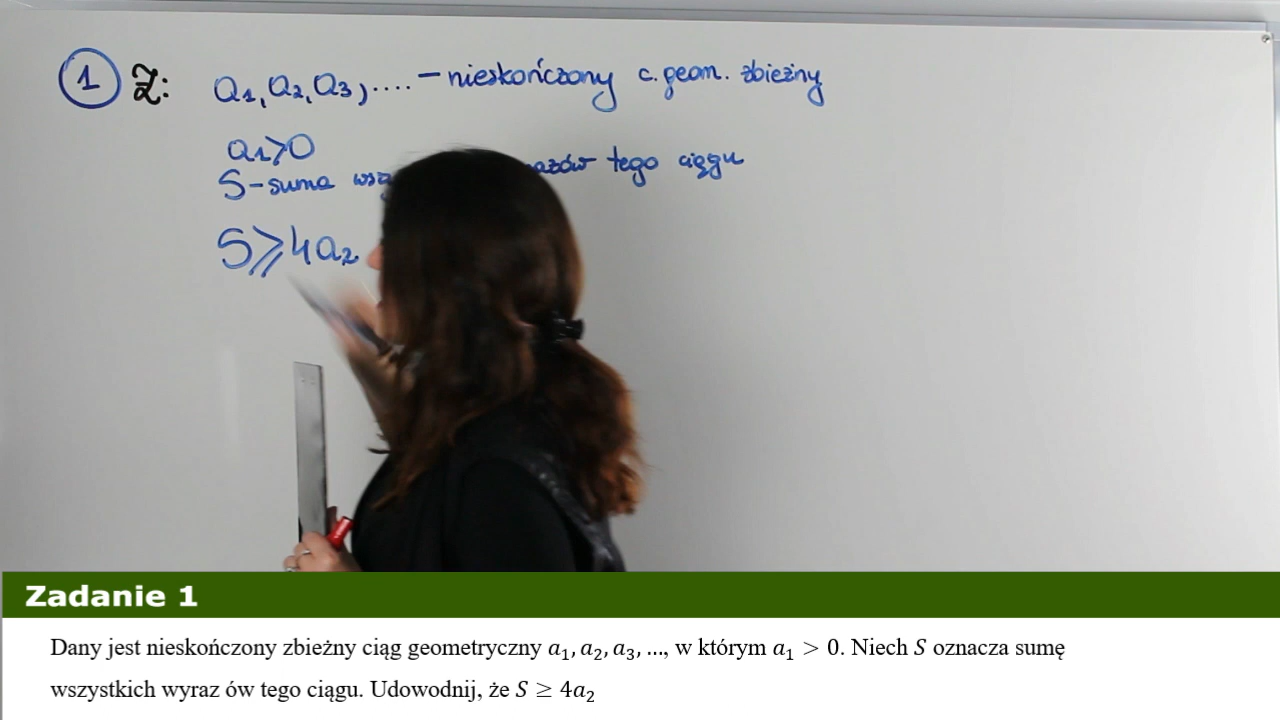 1 Z: a1, a2, a3, .... – nieskończony c. geom. zbieżny
a1>0
S-suma tego ciągu
S⩾4a2
Zadanie 1
Dany jest nieskończony zbieżny ciąg geometryczny a₁, a₂, a₃, ..., w którym a₁ > 0. Niech S oznacza sumę
wszystkich wyraz ów tego ciągu. Udowodnij, że S ≥ 4a₂